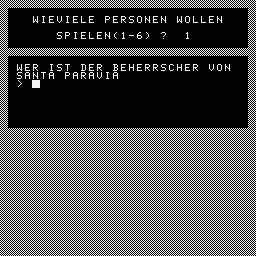 WIEVIELE PERSONEN WOLLEN
SPIELEN(1-6) ? 1
WER IST DER BEHERRSCHER VON
SANTA PARAVIA
>